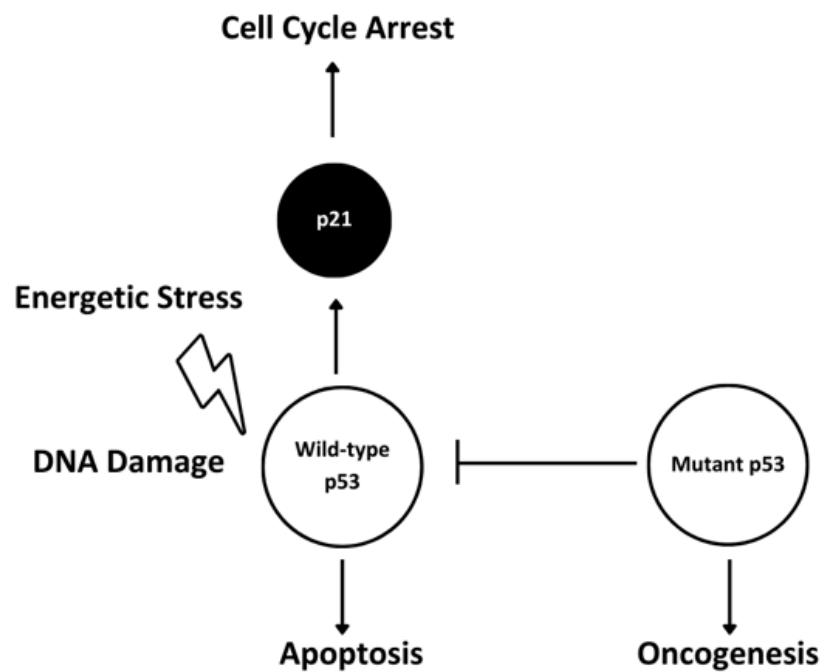 Cell Cycle Arrest
p21
Energetic Stress
DNA Damage
Wild-type
p53
Mutant p53
Apoptosis
Oncogenesis